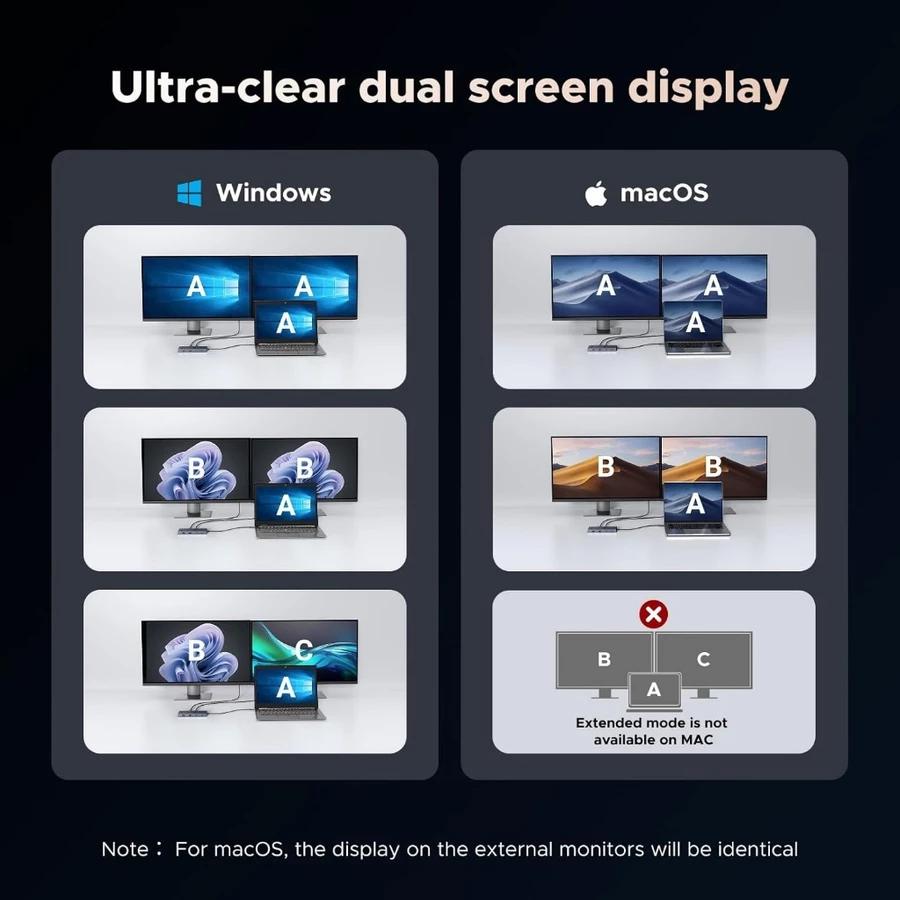 Ultra-clear dual screen display
Windows
A A
A
B B
A
B C
A
macOS
A A
A
B B
A
B C
A
Extended mode is not
available on MAC
Note： For macOS, the display on the external monitors will be identical